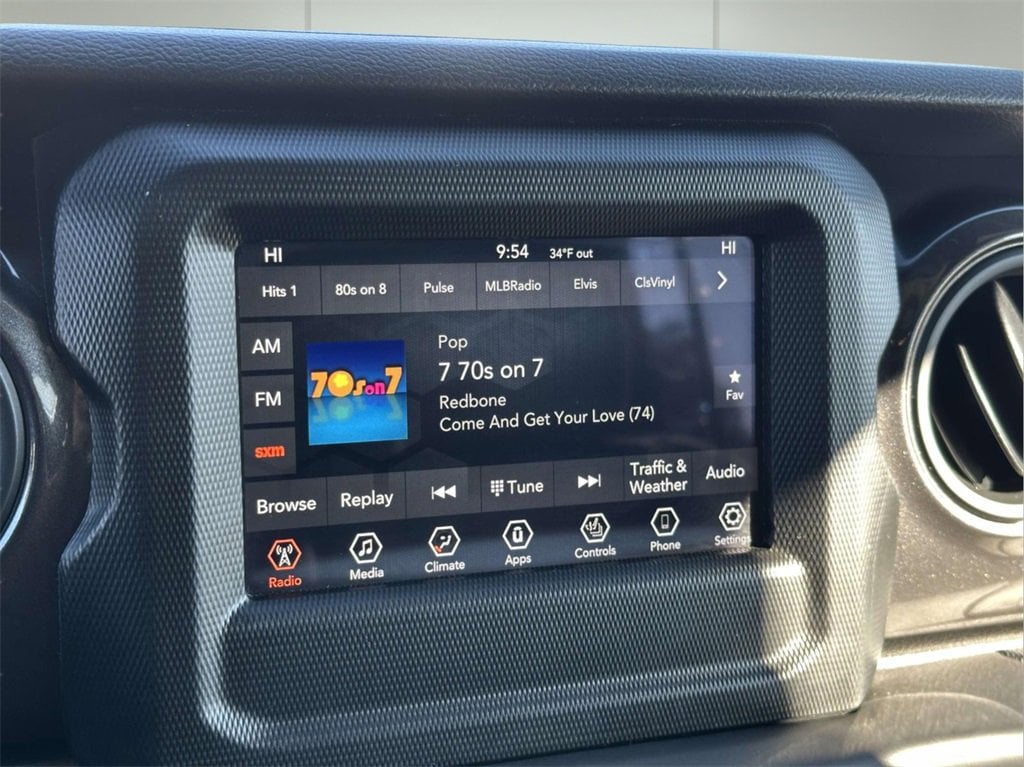 HI 9:54 34°F out HI
Hits 1 80s on 8 Pulse MLBRadio Elvis ClsVinyl
AM
FM
sxm
70s on 7
Pop
7 70s on 7
Redbone
Come And Get Your Love (74)
Fav
Browse Replay Tune Traffic & Weather Audio
Radio Media Climate Apps Controls Phone Settings